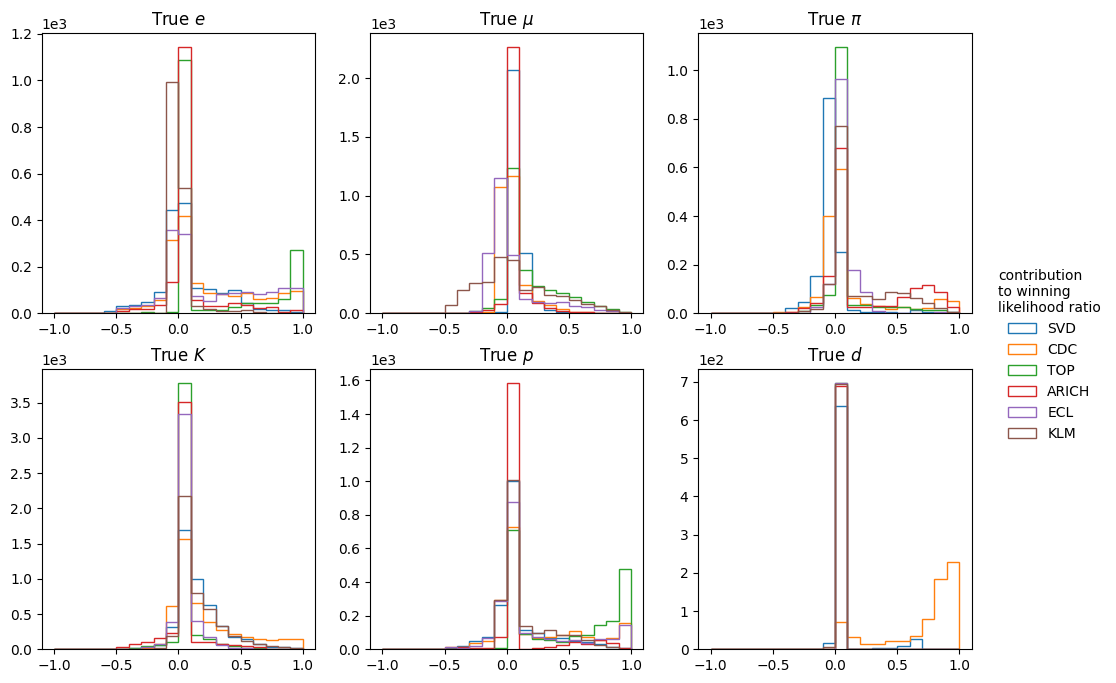 True e
1e3
1.2
1.0
0.8
0.6
0.4
0.2
0.0
−1.0 −0.5 0.0 0.5 1.0
True μ
1e3
2.0
1.5
1.0
0.5
0.0
−1.0 −0.5 0.0 0.5 1.0
True π
1e3
1.0
0.8
0.6
0.4
0.2
0.0
−1.0 −0.5 0.0 0.5 1.0
True K
1e3
3.5
3.0
2.5
2.0
1.5
1.0
0.5
0.0
−1.0 −0.5 0.0 0.5 1.0
True p
1e3
1.6
1.4
1.2
1.0
0.8
0.6
0.4
0.2
0.0
−1.0 −0.5 0.0 0.5 1.0
True d
1e2
7
6
5
4
3
2
1
0
−1.0 −0.5 0.0 0.5 1.0
contribution
to winning
likelihood ratio
SVD
CDC
TOP
ARICH
ECL
KLM